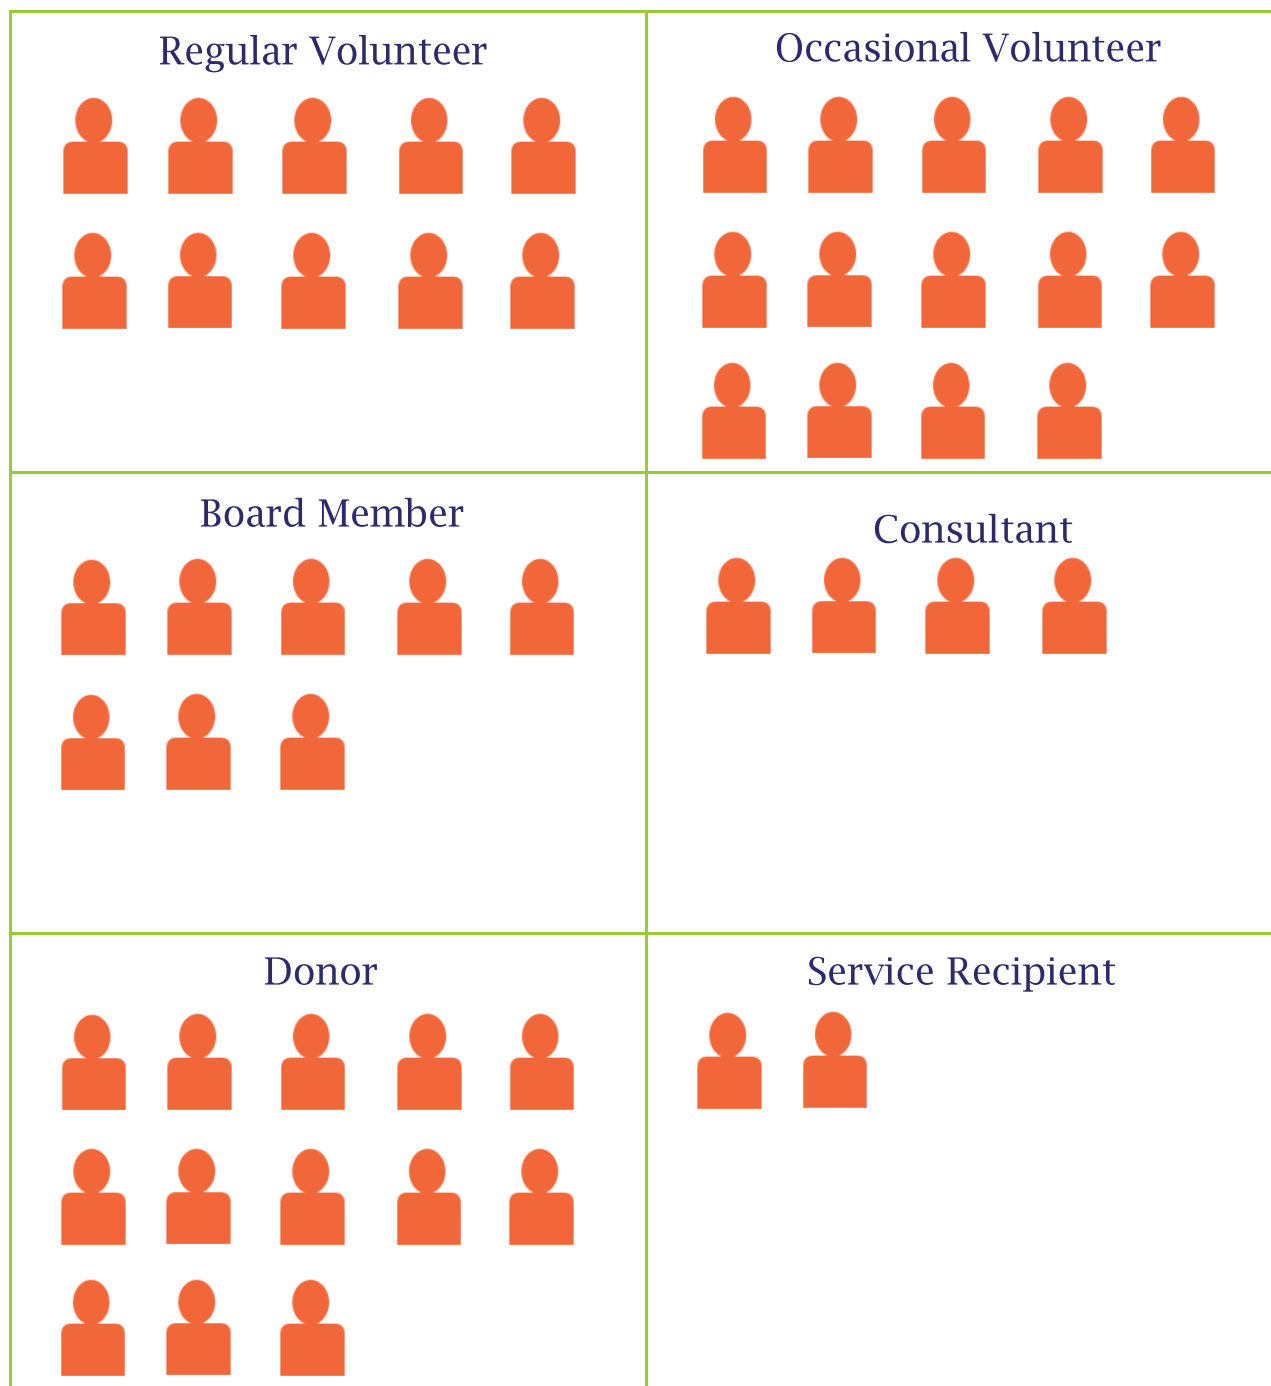 Regular Volunteer
Occasional Volunteer
Board Member
Consultant
Donor
Service Recipient